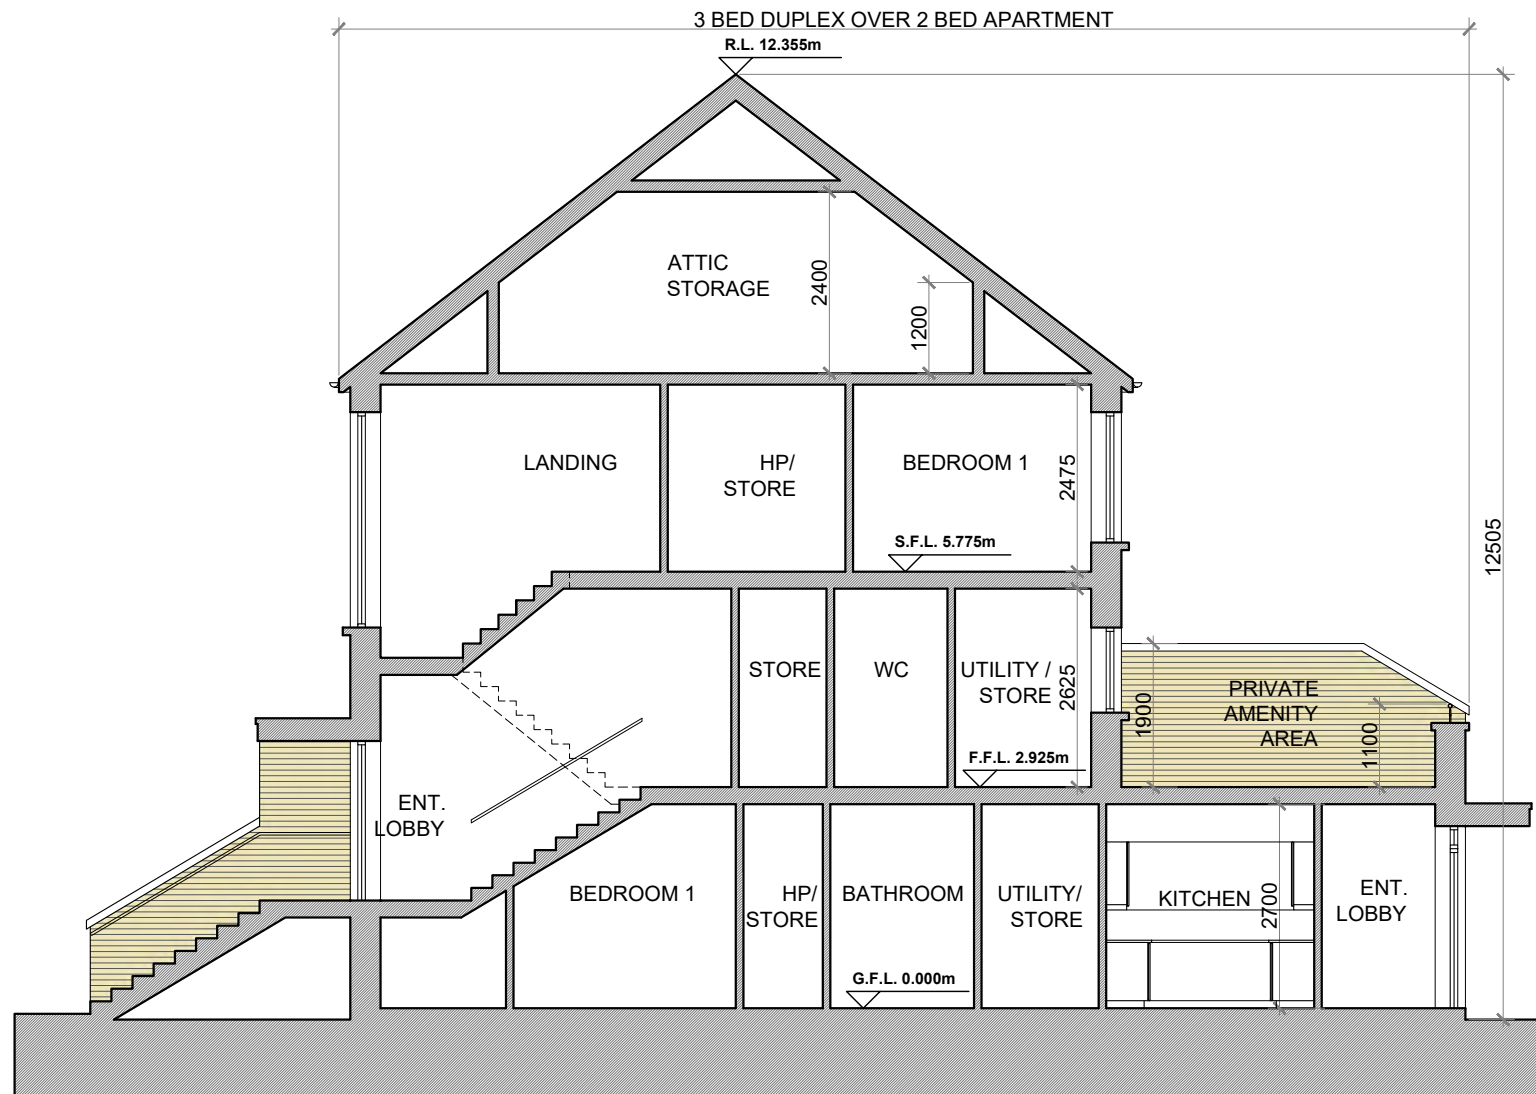 3 BED DUPLEX OVER 2 BED APARTMENT
R.L. 12.355m
ATTIC
STORAGE
2400
1200
LANDING
HP/
STORE
BEDROOM 1
2475
S.F.L. 5.775m
12505
STORE
WC
UTILITY /
STORE
2625
F.F.L. 2.925m
1900
PRIVATE
AMENITY
AREA
1100
ENT.
LOBBY
BEDROOM 1
HP/
STORE
BATHROOM
UTILITY/
STORE
KITCHEN
2700
ENT.
LOBBY
G.F.L. 0.000m